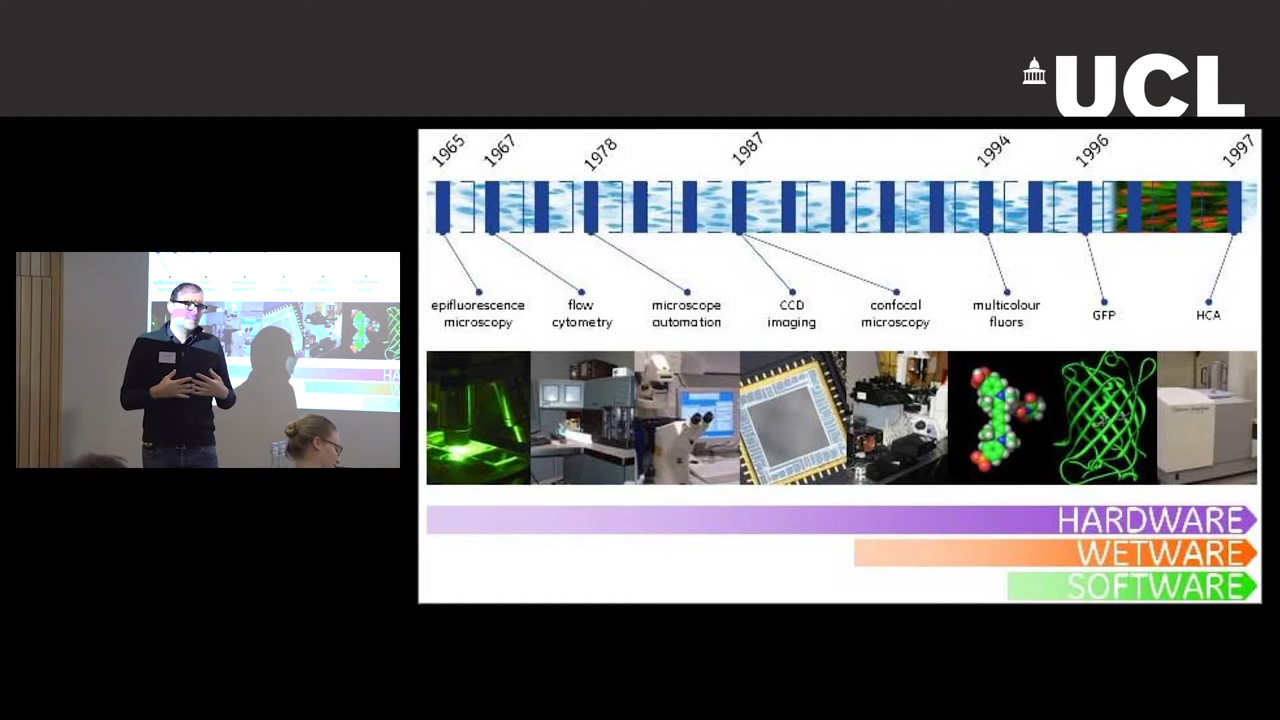 UCL
1965
1967
1978
1987
1994
1996
1997
epifluorescence
microscopy
flow
cytometry
microscope
automation
CCD
imaging
confocal
microscopy
multicolour
fluors
GFP
HCA
HARDWARE
WETWARE
SOFTWARE